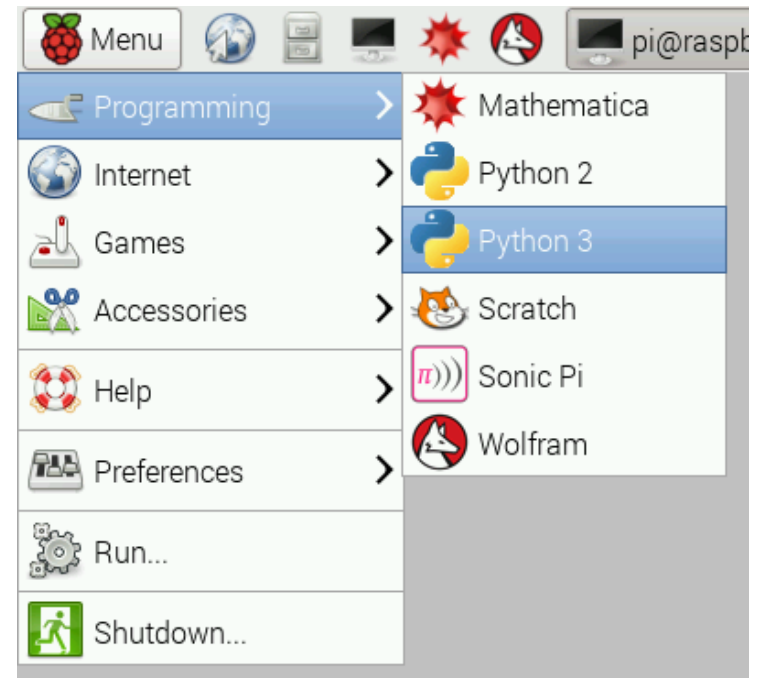 Menu
pi@raspb
Programming
Internet
Games
Accessories
Help
Preferences
Run...
Shutdown...
Mathematica
Python 2
Python 3
Scratch
π)))
Sonic Pi
Wolfram